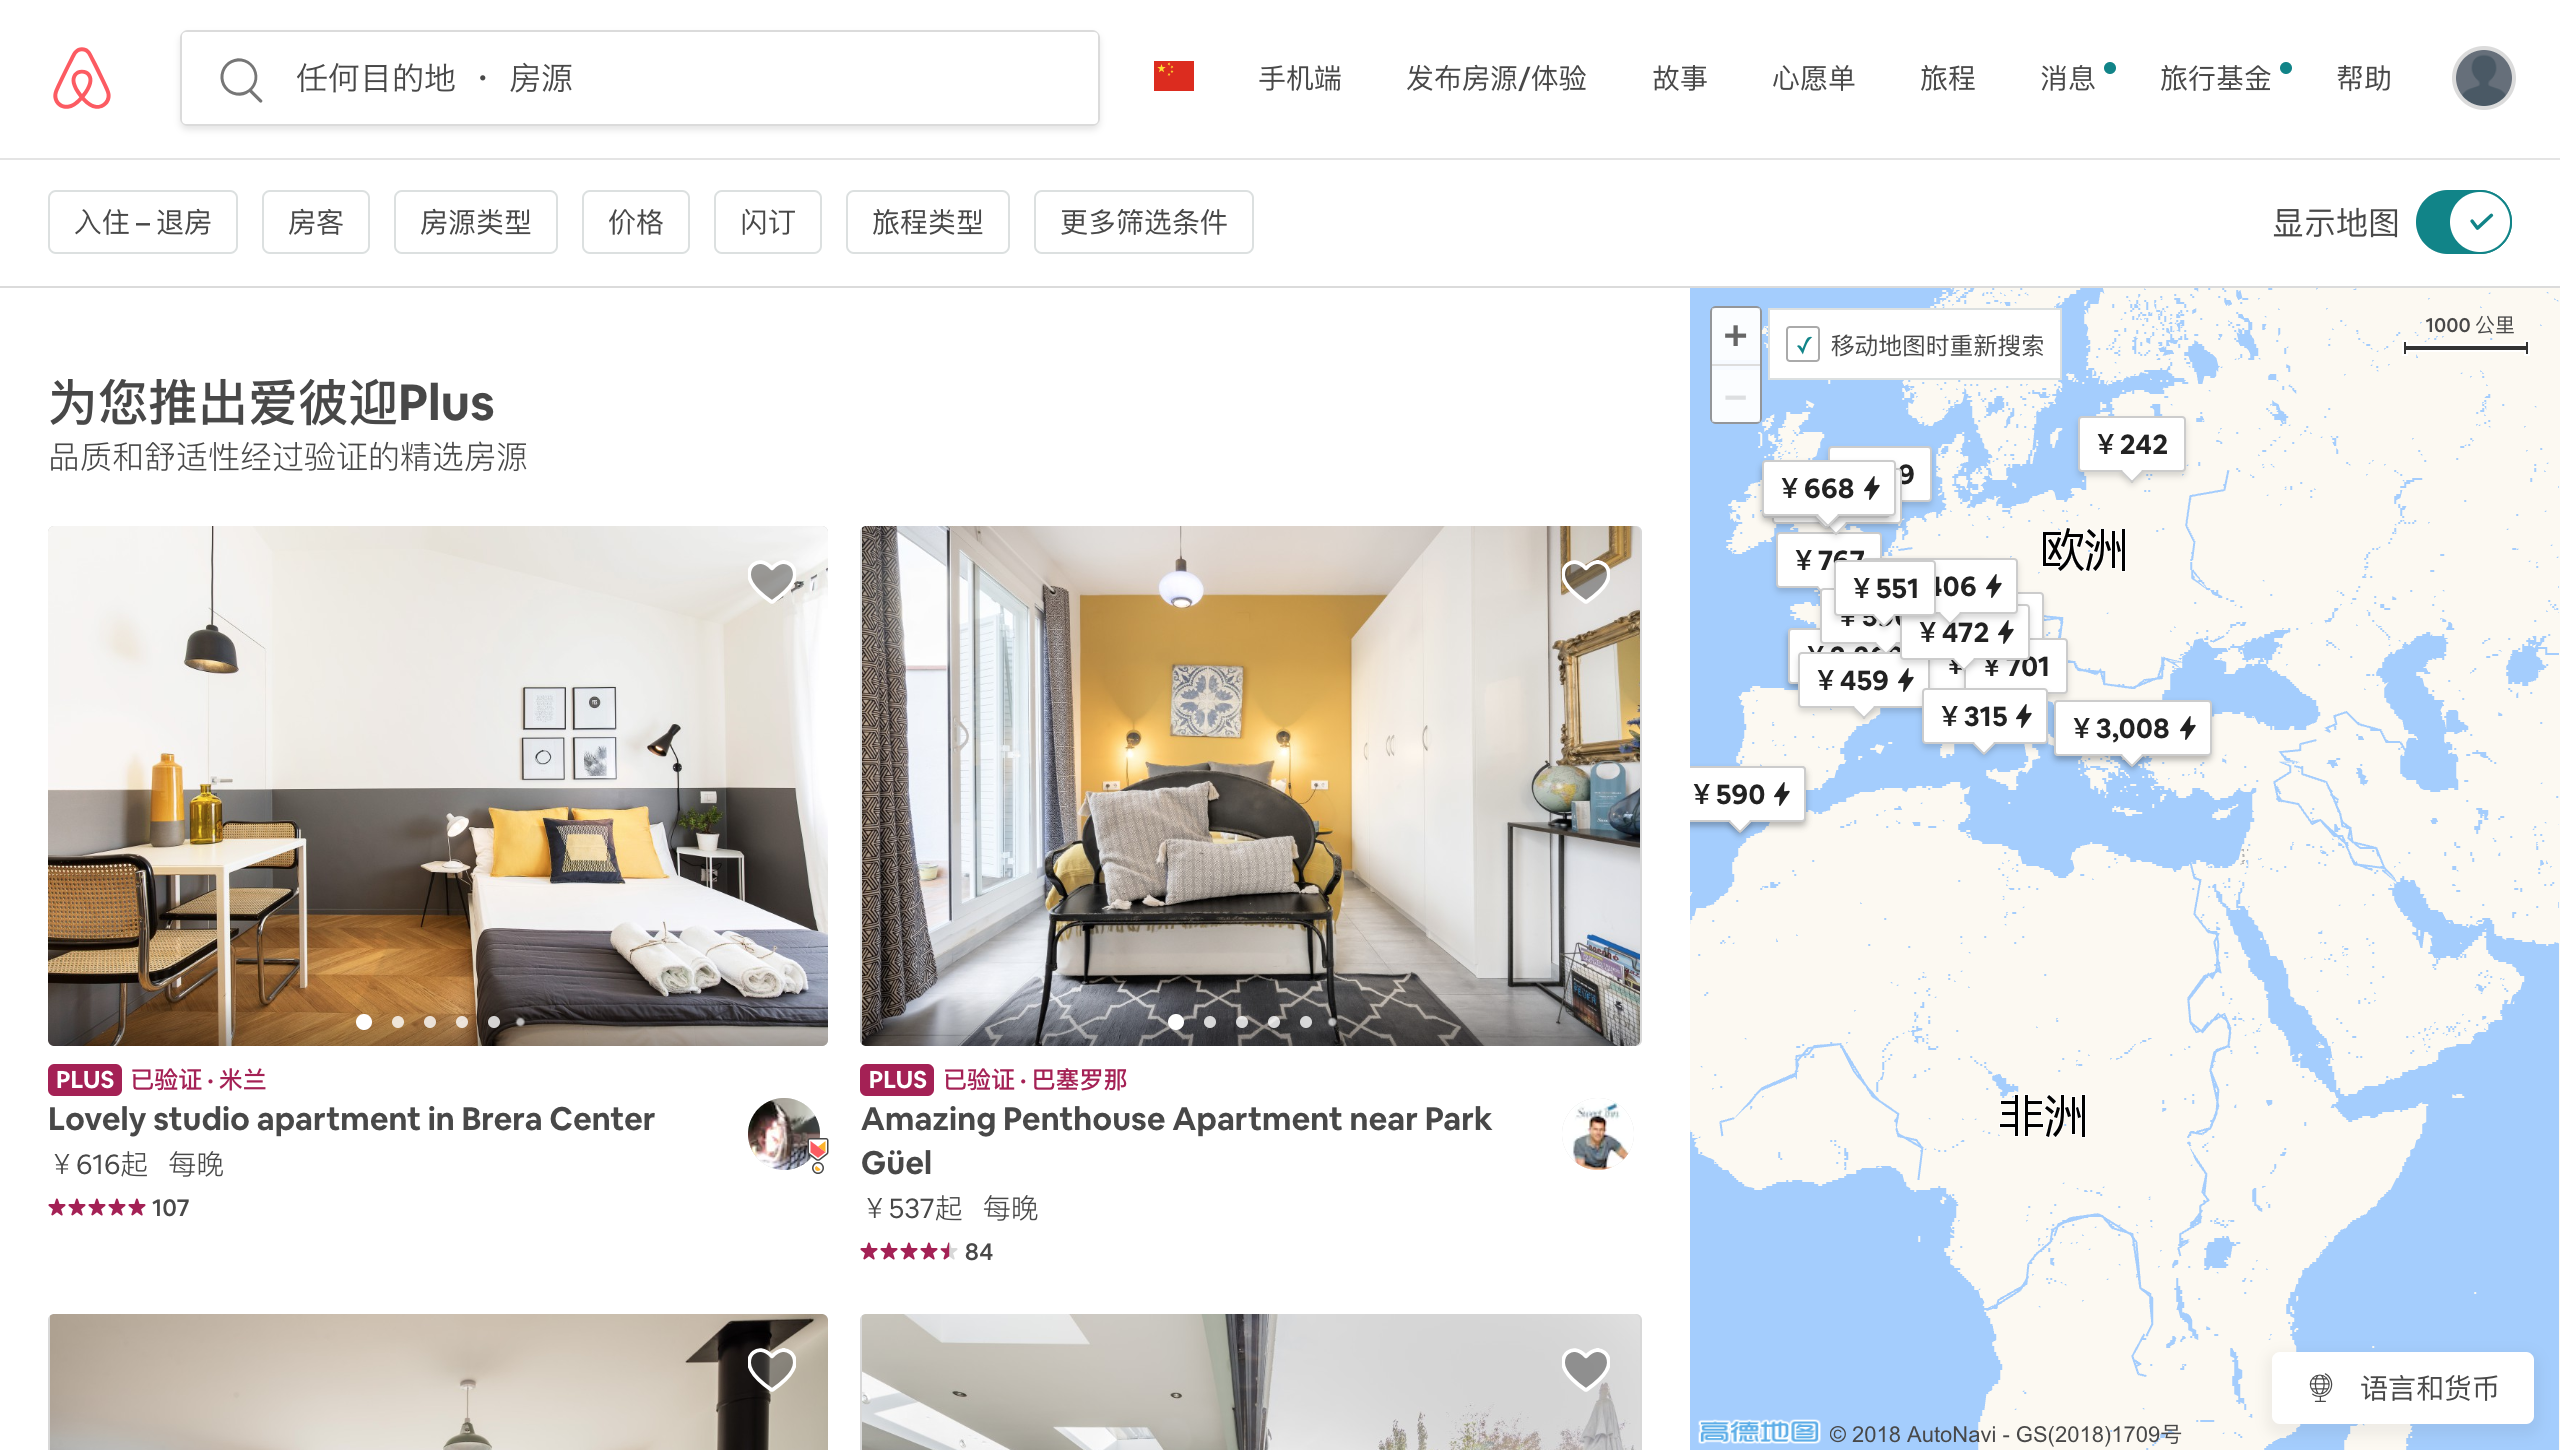 任何目的地 · 房源
手机端
发布房源/体验
故事
心愿单
旅程
消息
旅行基金
帮助
入住 – 退房
房客
房源类型
价格
闪订
旅程类型
更多筛选条件
显示地图
为您推出爱彼迎Plus
品质和舒适性经过验证的精选房源
PLUS 已验证 · 米兰
Lovely studio apartment in Brera Center
¥616起 每晚
107
PLUS 已验证 · 巴塞罗那
Amazing Penthouse Apartment near Park
Güel
¥537起 每晚
84
移动地图时重新搜索
1000 公里
¥242
¥668
¥767
欧洲
¥551
¥472
¥701
¥459
¥315
¥3,008
¥590
非洲
语言和货币
高德地图 © 2018 AutoNavi - GS(2018)1709号